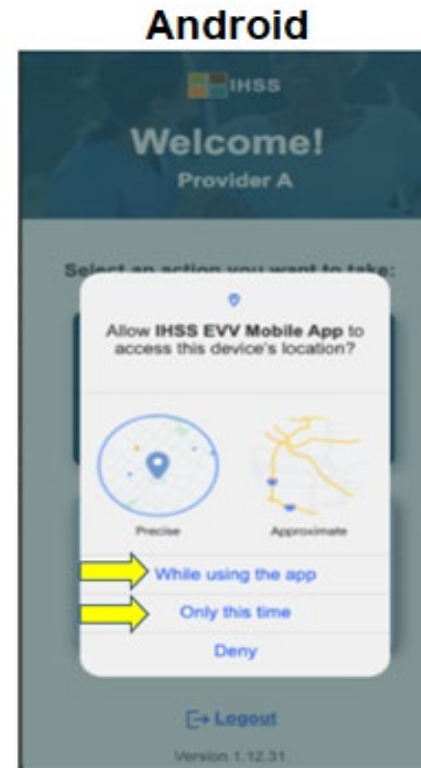 Android
IHSS
Welcome!
Provider A
Select an action you want to take:
Allow IHSS EVV Mobile App to
access this device's location?
Precise
Approximate
While using the app
Only this time
Deny
Logout
Version 1.12.31